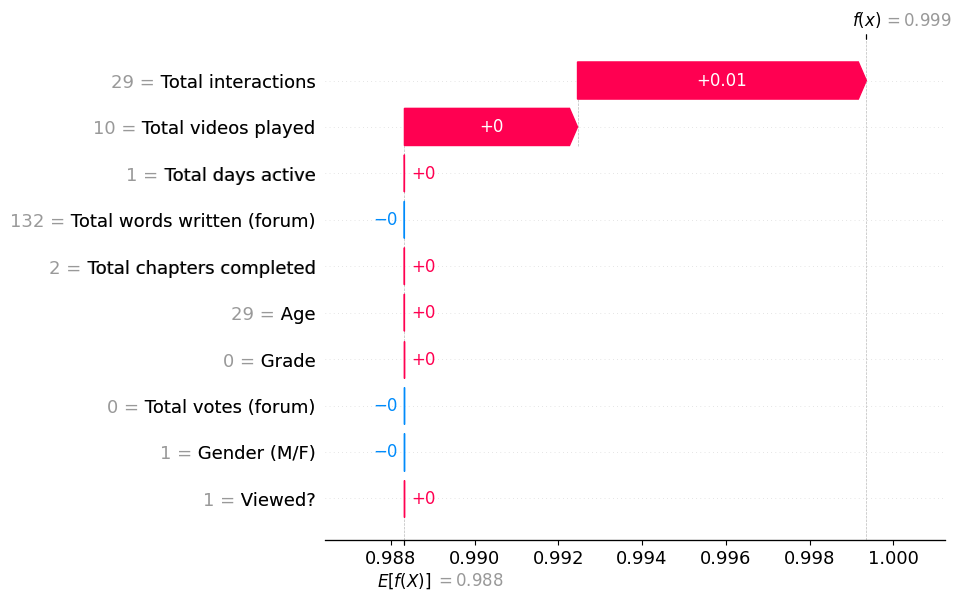 f(x) = 0.999
29 = Total interactions
+0.01
10 = Total videos played
+0
1 = Total days active
+0
132 = Total words written (forum)
−0
2 = Total chapters completed
+0
29 = Age
+0
0 = Grade
+0
0 = Total votes (forum)
−0
1 = Gender (M/F)
−0
1 = Viewed?
+0
0.988 0.990 0.992 0.994 0.996 0.998 1.000
E[f(X)] = 0.988